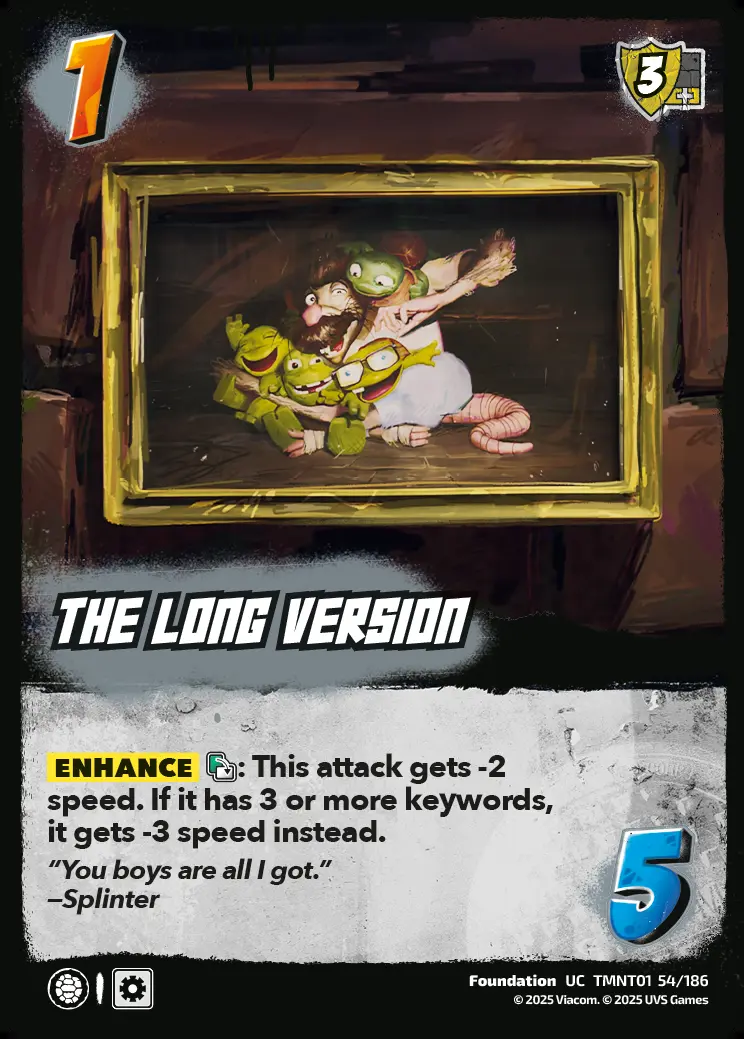 1
3
THE LONG VERSION
ENHANCE : This attack gets -2
speed. If it has 3 or more keywords,
it gets -3 speed instead.
“You boys are all I got.”
—Splinter
5
Foundation UC TMNT01 54/186
© 2025 Viacom. © 2025 UVS Games